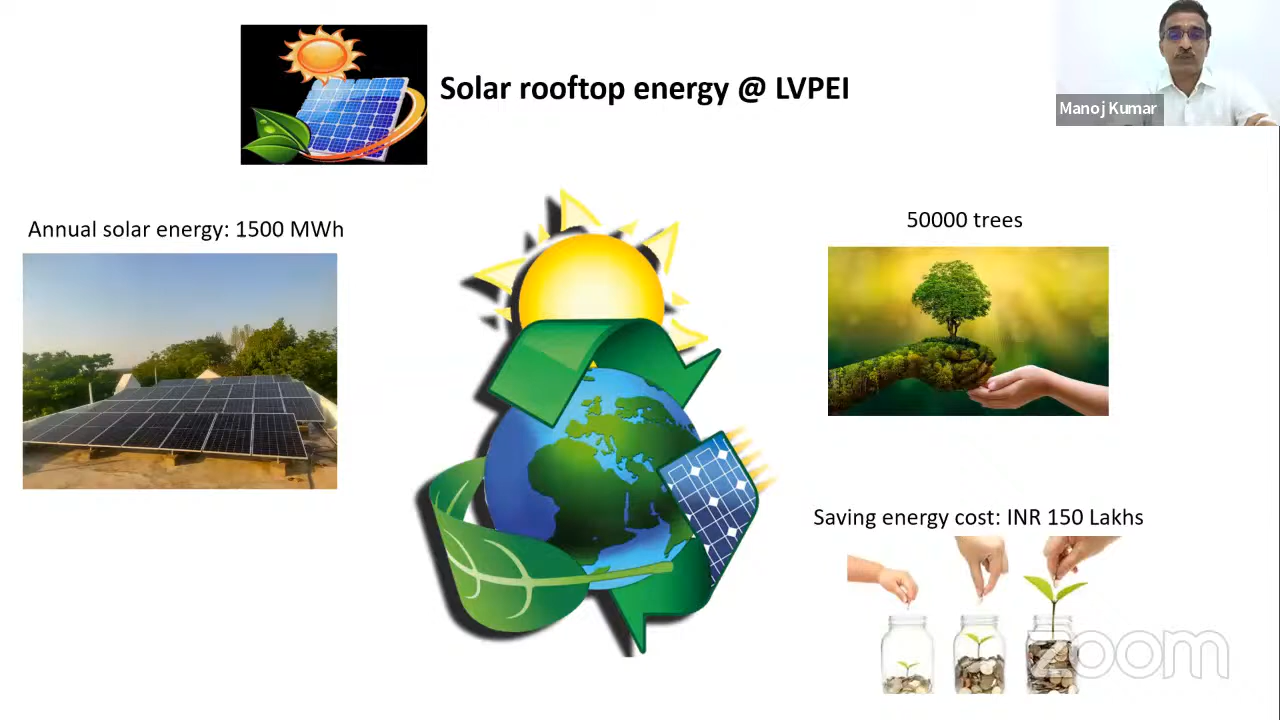 Solar rooftop energy @ LVPEI
Manoj Kumar
Annual solar energy: 1500 MWh
50000 trees
Saving energy cost: INR 150 Lakhs
zoom